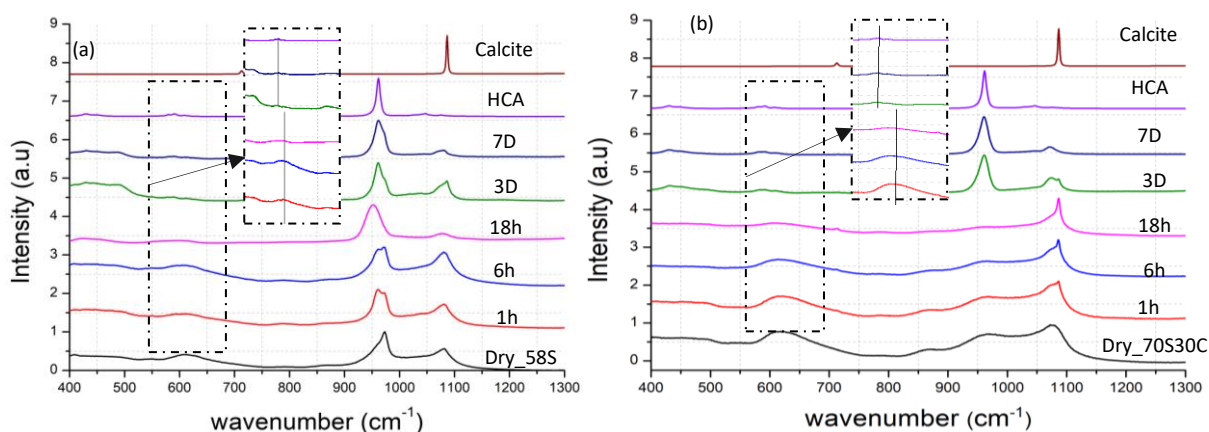 (a)
Intensity (a.u)
9
8
7
6
5
4
3
2
1
0
Calcite
HCA
7D
3D
18h
6h
1h
Dry_58S
400 500 600 700 800 900 1000 1100 1200 1300
wavenumber (cm-1)
(b)
Intensity (a.u)
9
8
7
6
5
4
3
2
1
0
Calcite
HCA
7D
3D
18h
6h
1h
Dry_70S30C
400 500 600 700 800 900 1000 1100 1200 1300
wavenumber (cm-1)